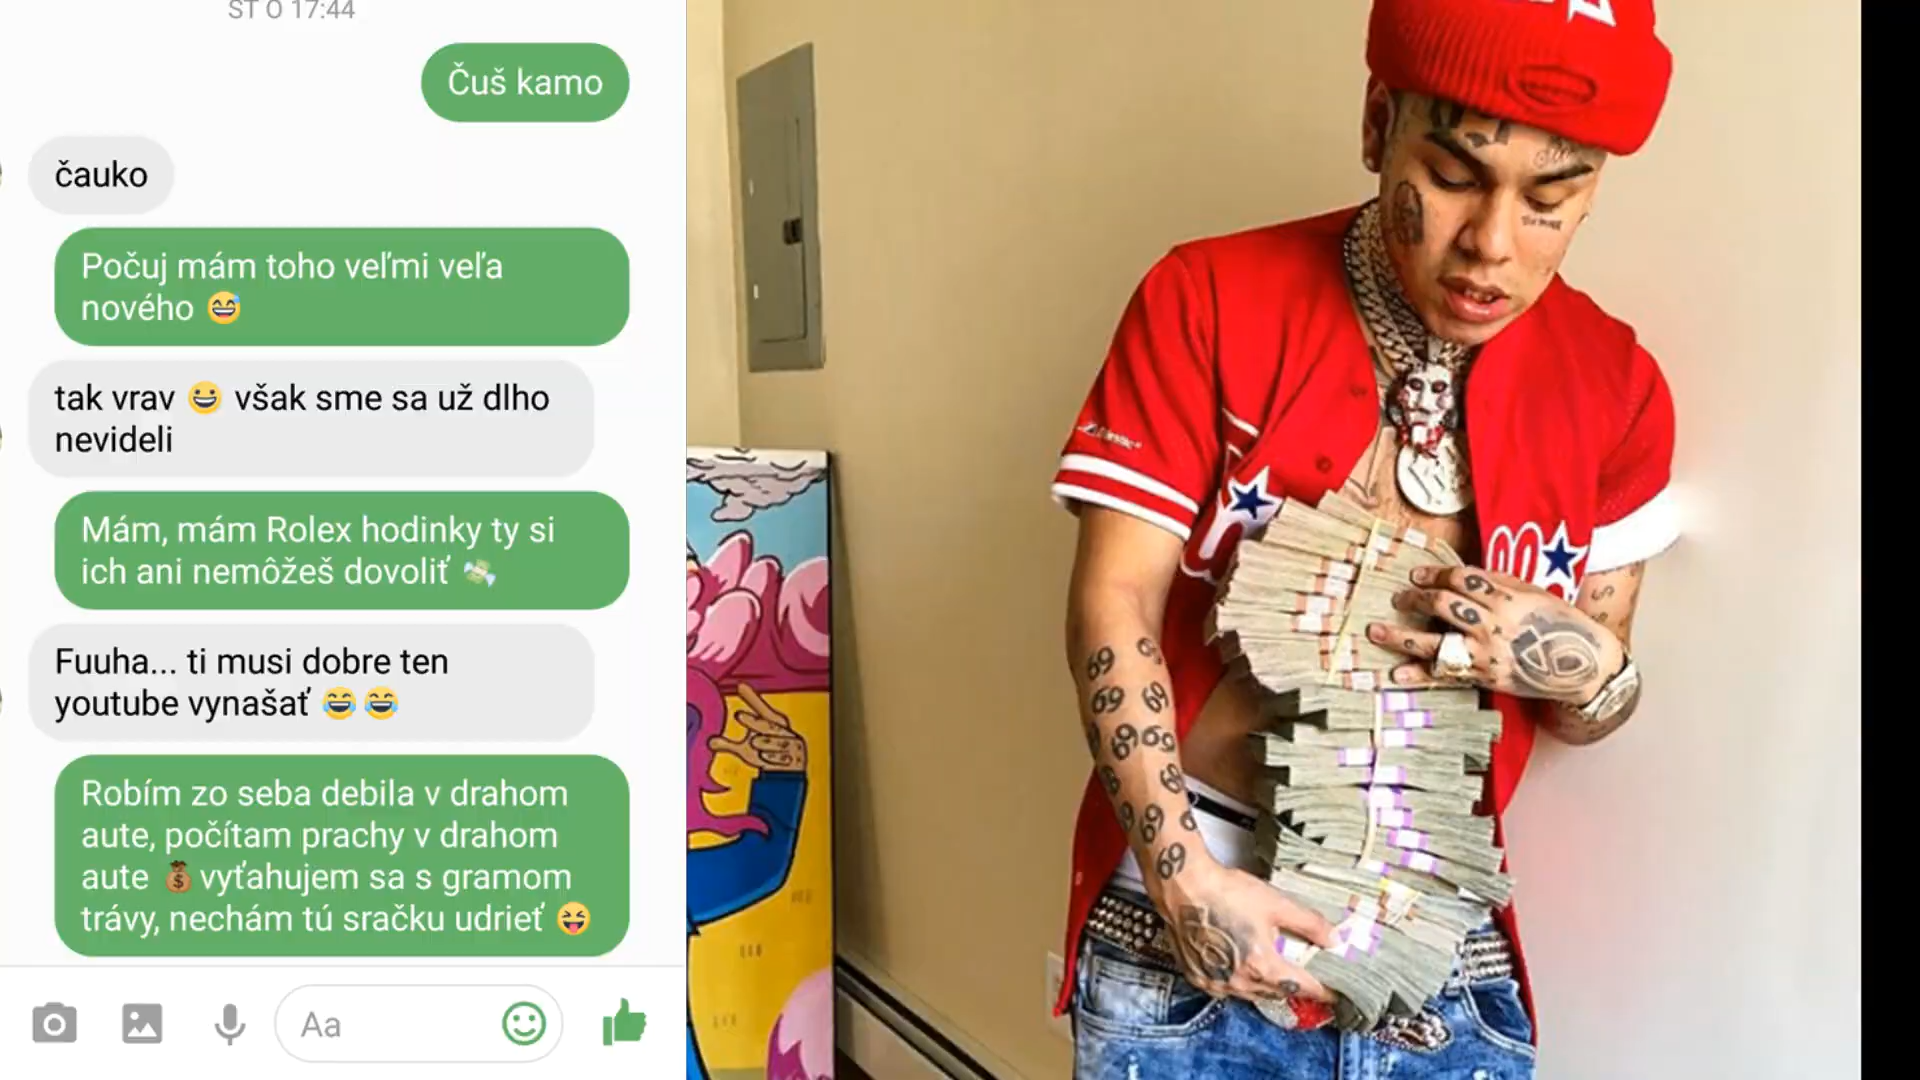 ST O 17:44
Čuš kamo
čauko
Počuj mám toho veľmi veľa
nového 😅
tak vrav 😀 však sme sa už dlho
nevideli
Mám, mám Rolex hodinky ty si
ich ani nemôžeš dovoliť 💸
Fuuha... ti musi dobre ten
youtube vynašať 😂 😂
Robím zo seba debila v drahom
aute, počítam prachy v drahom
aute 💰 vyťahujem sa s gramom
trávy, nechám tú sračku udrieť 😝
Aa
69
69
69
69
69
69
69
69
69